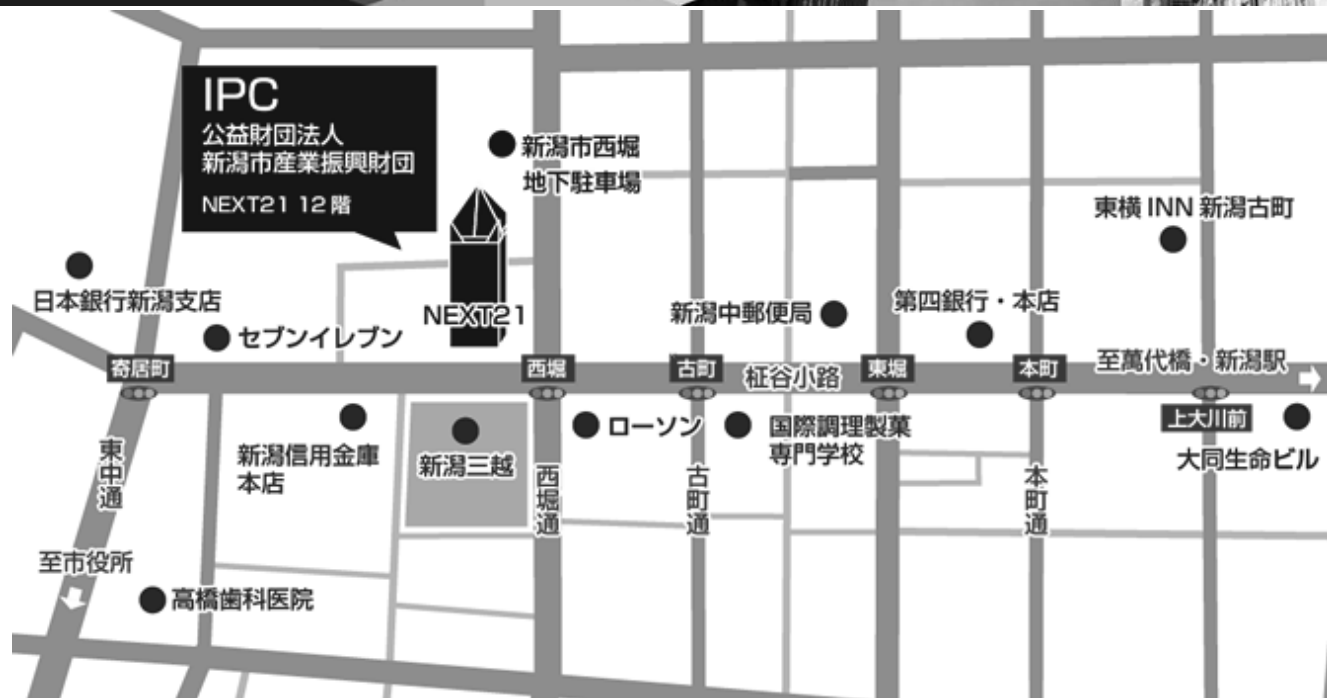 IPC
公益財団法人
新潟市産業振興財団
NEXT21 12階
新潟市西堀
地下駐車場
東横INN 新潟古町
日本銀行新潟支店
セブンイレブン
NEXT21
新潟中郵便局
第四銀行・本店
寄居町
西堀
古町
柾谷小路
東堀
本町
至萬代橋・新潟駅
上大川前
東中通
新潟信用金庫
本店
新潟三越
西堀通
ローソン
古町通
国際調理製菓
専門学校
本町通
大同生命ビル
至市役所
高橋歯科医院